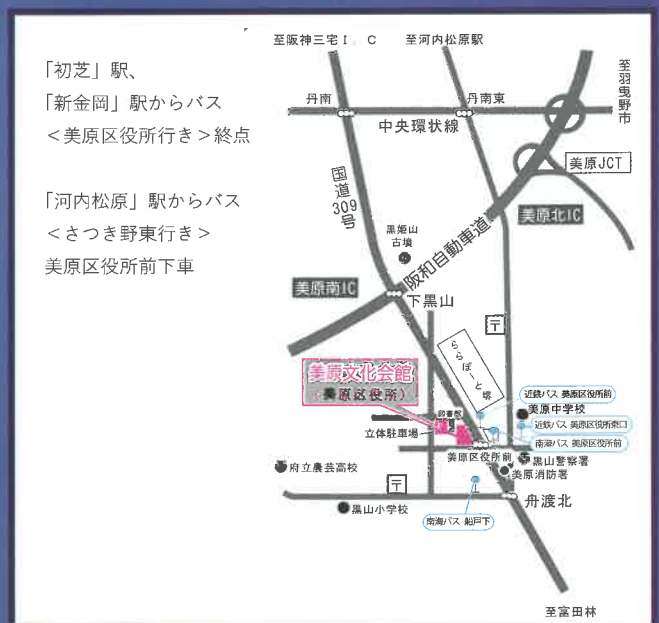 「初芝」駅、
「新金岡」駅からバス
＜美原区役所行き＞終点
「河内松原」駅からバス
＜さつき野東行き＞
美原区役所前下車
至阪神三宅Ｉ．Ｃ
至河内松原駅
至羽曳野市
丹南
丹南東
中央環状線
美原JCT
国道309号
美原北IC
黒姫山
古墳
阪和自動車道
美原南IC
下黒山
〒
ららぽーと堺
美原文化会館
（美原区役所）
近鉄バス 美原区役所前
図書館
美原中学校
立体駐車場
近鉄バス 美原区役所東口
南海バス 美原区役所前
美原区役所前
黒山警察署
府立農芸高校
美原消防署
〒
舟渡北
黒山小学校
南海バス 船戸下
至富田林